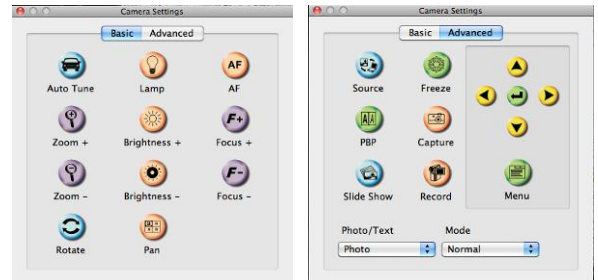 Camera Settings
Basic Advanced
AF
Auto Tune Lamp AF
F+
Zoom + Brightness + Focus +
F-
Zoom - Brightness - Focus -
Rotate Pan
Camera Settings
Basic Advanced
Source Freeze
AA
PBP Capture
Slide Show Record Menu
Photo/Text Mode
Photo Normal